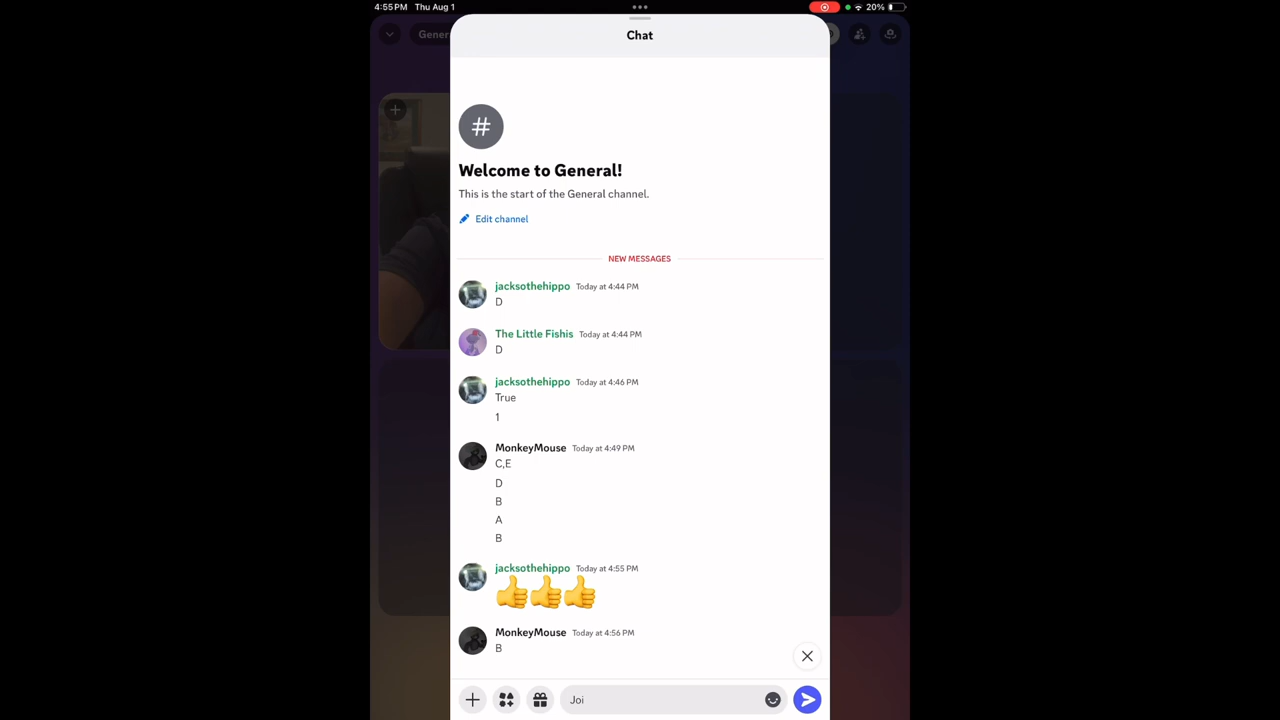 4:55PM Thu Aug 1
20%
Gener
Chat
#
Welcome to General!
This is the start of the General channel.
Edit channel
NEW MESSAGES
jacksothehippo Today at 4:44 PM
D
The Little Fishis Today at 4:44 PM
D
jacksothehippo Today at 4:46 PM
True
1
MonkeyMouse Today at 4:49 PM
C,E
D
B
A
B
jacksothehippo Today at 4:55 PM
👍👍👍
MonkeyMouse Today at 4:56 PM
B
Joi